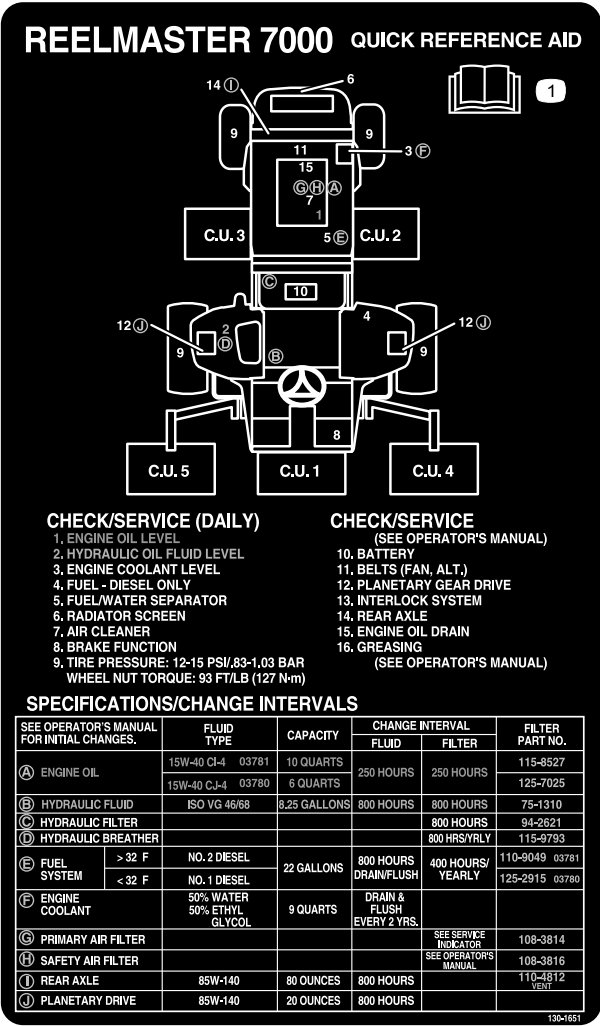 REELMASTER 7000 QUICK REFERENCE AID
1
14 Ⓘ
6
9
9
11
3 Ⓕ
15
Ⓖ Ⓗ Ⓐ
7
1
C.U. 3
5 Ⓔ
C.U. 2
Ⓒ
10
12 Ⓙ
2
Ⓓ
4
12 Ⓙ
9
Ⓑ
9
8
C.U. 5
C.U. 1
C.U. 4
CHECK/SERVICE (DAILY)
1. ENGINE OIL LEVEL
2. HYDRAULIC OIL FLUID LEVEL
3. ENGINE COOLANT LEVEL
4. FUEL - DIESEL ONLY
5. FUEL/WATER SEPARATOR
6. RADIATOR SCREEN
7. AIR CLEANER
8. BRAKE FUNCTION
9. TIRE PRESSURE: 12-15 PSI/.83-1.03 BAR
WHEEL NUT TORQUE: 93 FT/LB (127 N·m)
CHECK/SERVICE
(SEE OPERATOR'S MANUAL)
10. BATTERY
11. BELTS (FAN, ALT.)
12. PLANETARY GEAR DRIVE
13. INTERLOCK SYSTEM
14. REAR AXLE
15. ENGINE OIL DRAIN
16. GREASING
(SEE OPERATOR'S MANUAL)
SPECIFICATIONS/CHANGE INTERVALS
SEE OPERATOR'S MANUAL
FOR INITIAL CHANGES.
FLUID
TYPE
CAPACITY
CHANGE INTERVAL
FLUID
FILTER
FILTER
PART NO.
Ⓐ ENGINE OIL
15W-40 CI-4 03781
10 QUARTS
250 HOURS
250 HOURS
115-8527
15W-40 CJ-4 03780
6 QUARTS
125-7025
Ⓑ HYDRAULIC FLUID ISO VG 46/68 8.25 GALLONS 800 HOURS 800 HOURS 75-1310
Ⓒ HYDRAULIC FILTER 800 HOURS 94-2621
Ⓓ HYDRAULIC BREATHER 800 HRS/YRLY 115-9793
Ⓔ FUEL
SYSTEM
> 32 F
NO. 2 DIESEL
< 32 F
NO. 1 DIESEL
22 GALLONS
800 HOURS
DRAIN/FLUSH
400 HOURS/
YEARLY
110-9049 03781
125-2915 03780
Ⓕ ENGINE
COOLANT
50% WATER
50% ETHYL
GLYCOL
9 QUARTS
DRAIN &
FLUSH
EVERY 2 YRS.
Ⓖ PRIMARY AIR FILTER
SEE SERVICE
INDICATOR
108-3814
Ⓗ SAFETY AIR FILTER
SEE OPERATOR'S
MANUAL
108-3816
Ⓘ REAR AXLE 85W-140 80 OUNCES 800 HOURS
110-4812
VENT
Ⓙ PLANETARY DRIVE 85W-140 20 OUNCES 800 HOURS
130-1651